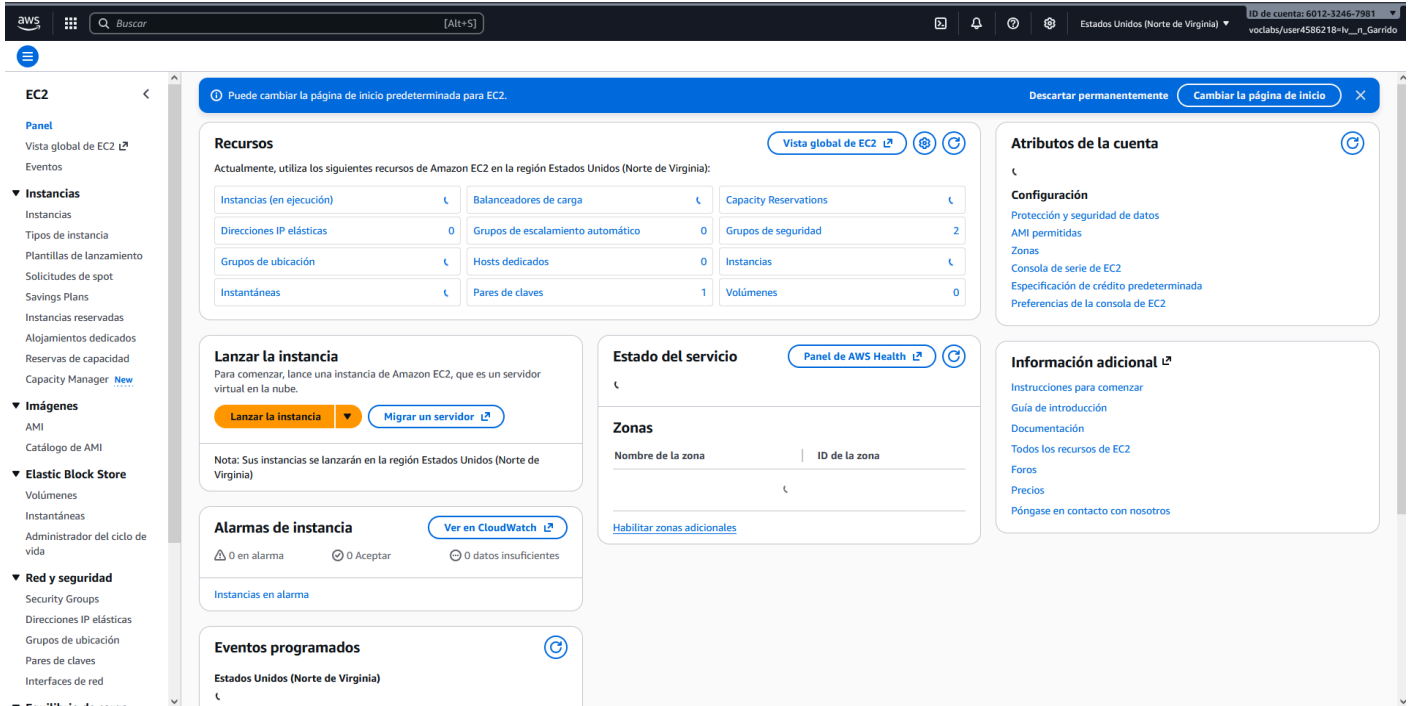 aws
Buscar
[Alt+S]
Estados Unidos (Norte de Virginia)
ID de cuenta: 6012-3246-7981
voclabs/user4586218=Iv__n_Garrido
EC2
Panel
Vista global de EC2
Eventos
Instancias
Instancias
Tipos de instancia
Plantillas de lanzamiento
Solicitudes de spot
Savings Plans
Instancias reservadas
Alojamientos dedicados
Reservas de capacidad
Capacity Manager New
Imágenes
AMI
Catálogo de AMI
Elastic Block Store
Volúmenes
Instantáneas
Administrador del ciclo de
vida
Red y seguridad
Security Groups
Direcciones IP elásticas
Grupos de ubicación
Pares de claves
Interfaces de red
Puede cambiar la página de inicio predeterminada para EC2.
Descartar permanentemente
Cambiar la página de inicio
Recursos
Vista global de EC2
Actualmente, utiliza los siguientes recursos de Amazon EC2 en la región Estados Unidos (Norte de Virginia):
Instancias (en ejecución)
Balanceadores de carga
Capacity Reservations
Direcciones IP elásticas 0
Grupos de escalamiento automático 0
Grupos de seguridad 2
Grupos de ubicación
Hosts dedicados 0
Instancias
Instantáneas
Pares de claves 1
Volúmenes 0
Lanzar la instancia
Para comenzar, lance una instancia de Amazon EC2, que es un servidor
virtual en la nube.
Lanzar la instancia
Migrar un servidor
Nota: Sus instancias se lanzarán en la región Estados Unidos (Norte de
Virginia)
Alarmas de instancia
Ver en CloudWatch
0 en alarma
0 Aceptar
0 datos insuficientes
Instancias en alarma
Eventos programados
Estados Unidos (Norte de Virginia)
Estado del servicio
Panel de AWS Health
Zonas
Nombre de la zona
ID de la zona
Habilitar zonas adicionales
Atributos de la cuenta
Configuración
Protección y seguridad de datos
AMI permitidas
Zonas
Consola de serie de EC2
Especificación de crédito predeterminada
Preferencias de la consola de EC2
Información adicional
Instrucciones para comenzar
Guía de introducción
Documentación
Todos los recursos de EC2
Foros
Precios
Póngase en contacto con nosotros